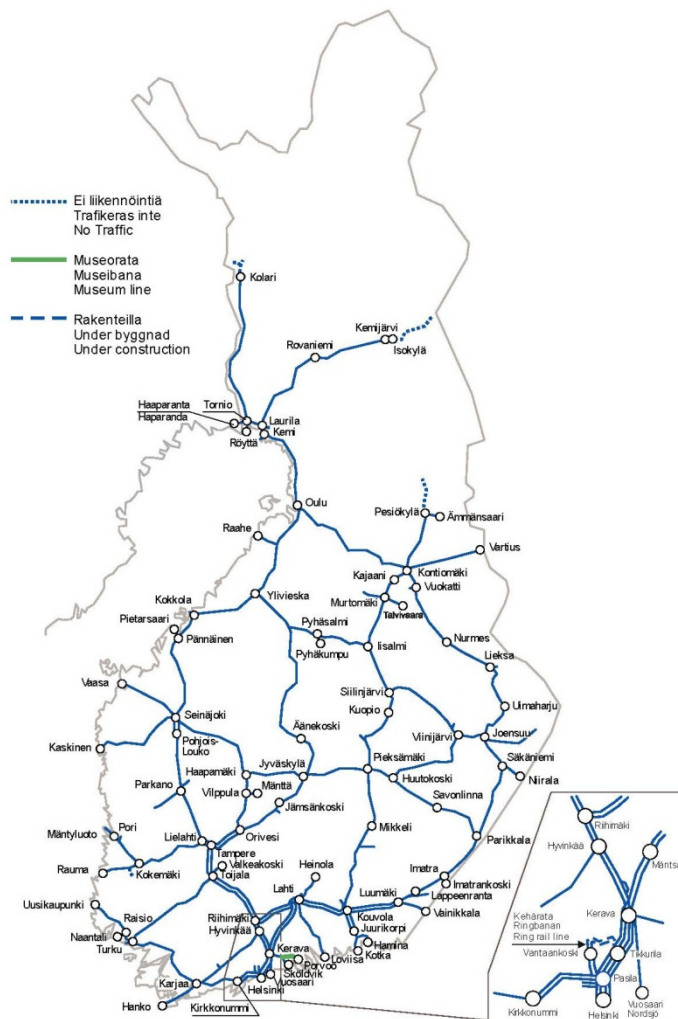 Ei liikennöintiä
Trafikeras inte
No Traffic
Museorata
Museibana
Museum line
Rakenteilla
Under byggnad
Under construction
Kolari
Kemijärvi
Isokylä
Rovaniemi
Haaparanta
Haparanda
Tornio
Laurila
Röyttä
Kemi
Oulu
Pesiökylä
Ämmänsaari
Raahe
Vartius
Kontiomäki
Kajaani
Vuokatti
Ylivieska
Murtomäki
Talvivaara
Kokkola
Pietarsaari
Pännäinen
Pyhäsalmi
Pyhäkumpu
Iisalmi
Nurmes
Lieksa
Vaasa
Siilinjärvi
Kuopio
Uimaharju
Seinäjoki
Pohjois-
Louko
Kaskinen
Äänekoski
Viinijärvi
Joensuu
Haapamäki
Jyväskylä
Pieksämäki
Säkäniemi
Huutokoski
Niirala
Parkano
Vilppula
Mänttä
Jämsänkoski
Savonlinna
Mäntyluoto
Pori
Lielahti
Orivesi
Mikkeli
Parikkala
Tampere
Valkeakoski
Rauma
Kokemäki
Toijala
Heinola
Imatra
Imatrankoski
Lahti
Luumäki
Lappeenranta
Uusikaupunki
Raisio
Riihimäki
Hyvinkää
Kouvola
Vainikkala
Juurikorpi
Naantali
Turku
Kerava
Hamina
Kotka
Loviisa
Porvoo
Sköldvik
Vuosaari
Karjaa
Helsinki
Hanko
Kirkkonummi
Riihimäki
Hyvinkää
Mäntsä
Kerava
Kehärata
Ringbanan
Ring rail line
Vantaankoski
Tikkurila
Pasila
Kirkkonummi
Helsinki
Vuosaari
Nordsjö